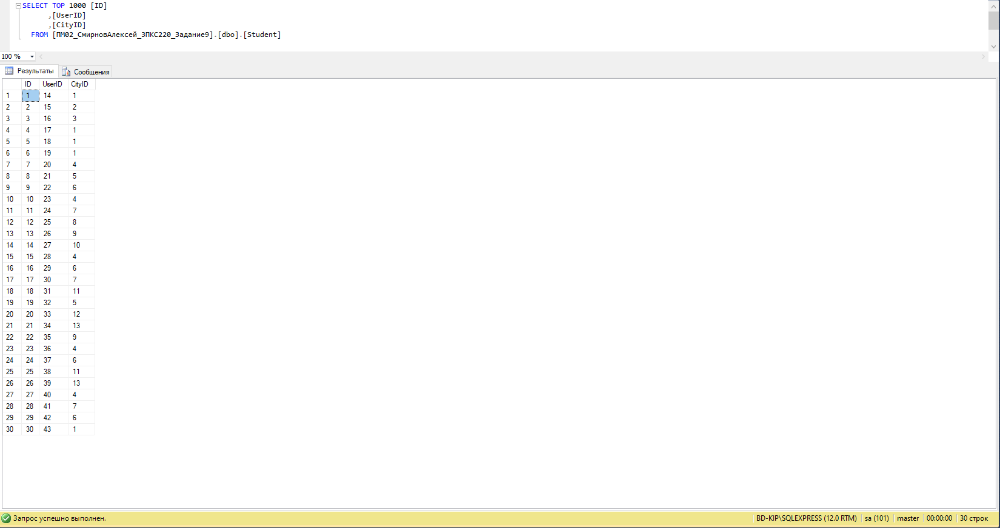 SELECT TOP 1000 [ID]
,[UserID]
,[CityID]
FROM [ПМ02_СмирновАлексей_3ПКС220_Задание9].[dbo].[Student]
100 %
Результаты Сообщения
ID UserID CityID
1 1 14 1
2 2 15 2
3 3 16 3
4 4 17 1
5 5 18 1
6 6 19 1
7 7 20 4
8 8 21 5
9 9 22 6
10 10 23 4
11 11 24 7
12 12 25 8
13 13 26 9
14 14 27 10
15 15 28 4
16 16 29 6
17 17 30 7
18 18 31 11
19 19 32 5
20 20 33 12
21 21 34 13
22 22 35 9
23 23 36 4
24 24 37 6
25 25 38 11
26 26 39 13
27 27 40 4
28 28 41 7
29 29 42 6
30 30 43 1
Запрос успешно выполнен. BD-KIP\SQLEXPRESS (12.0 RTM) sa (101) master 00:00:00 30 строк